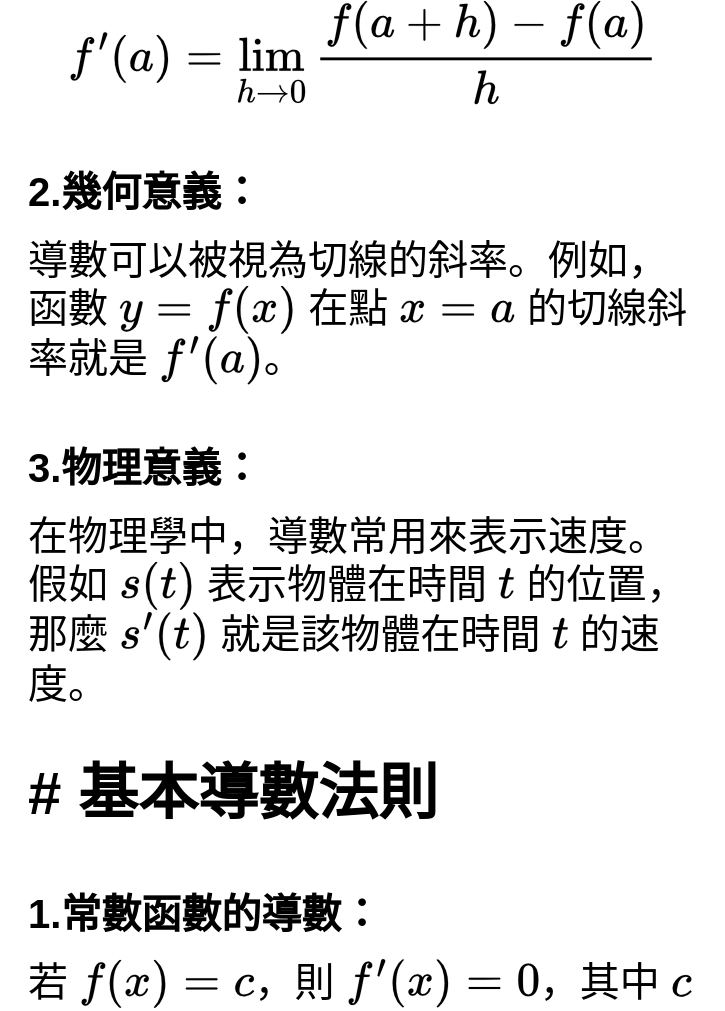 f′(a) = lim_{h→0} \frac{f(a + h) − f(a)}{h}
2.幾何意義：
導數可以被視為切線的斜率。例如，
函數 y = f(x) 在點 x = a 的切線斜
率就是 f′(a)。
3.物理意義：
在物理學中，導數常用來表示速度。
假如 s(t) 表示物體在時間 t 的位置，
那麼 s′(t) 就是該物體在時間 t 的速
度。
# 基本導數法則
1.常數函數的導數：
若 f(x) = c，則 f′(x) = 0，其中 c